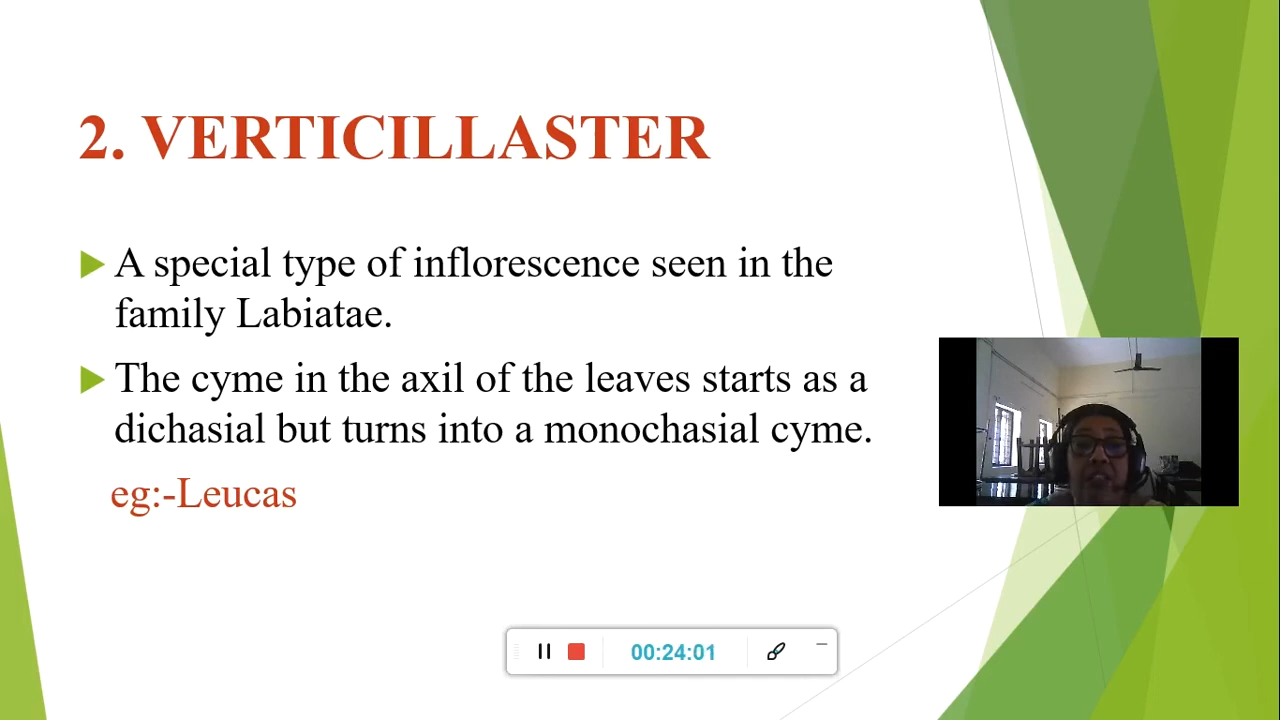 2. VERTICILLASTER
A special type of inflorescence seen in the
family Labiatae.
The cyme in the axil of the leaves starts as a
dichasial but turns into a monochasial cyme.
eg:-Leucas
00:24:01